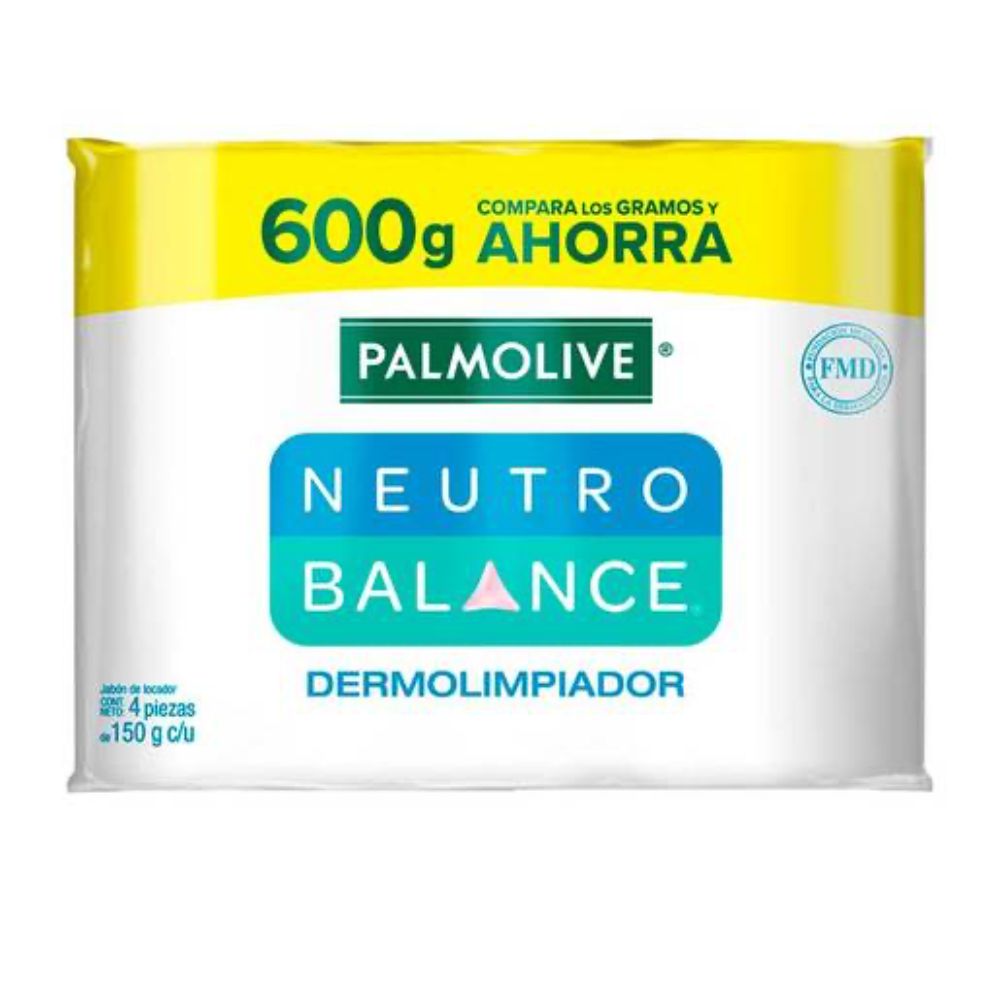 600g
COMPARA LOS GRAMOS Y
AHORRA
PALMOLIVE®
FMD
NEUTRO
BALANCE
DERMOLIMPIADOR
Jabón de tocador
CONT.
NETO: 4 piezas
de 150 g c/u